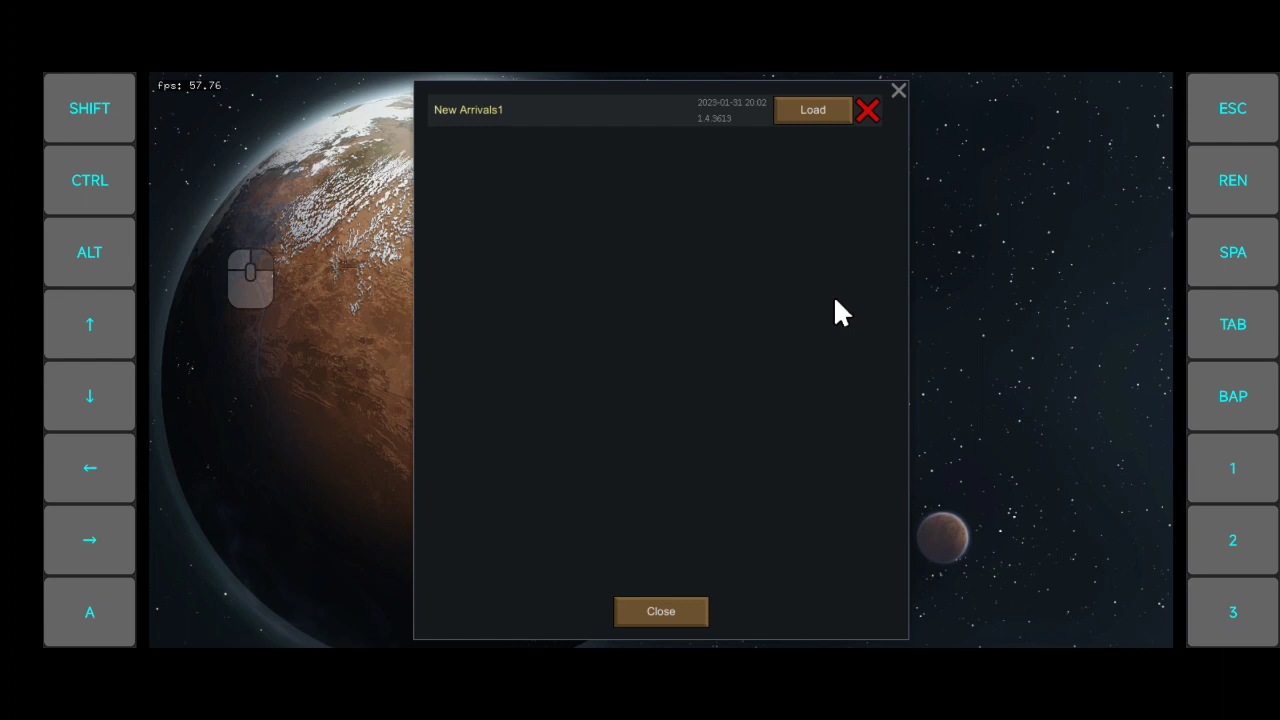 fps: 57.76
SHIFT
CTRL
ALT
↑
↓
←
→
A
New Arrivals1
2023-01-31 20:02
1.4.3613
Load
Close
ESC
REN
SPA
TAB
BAP
1
2
3